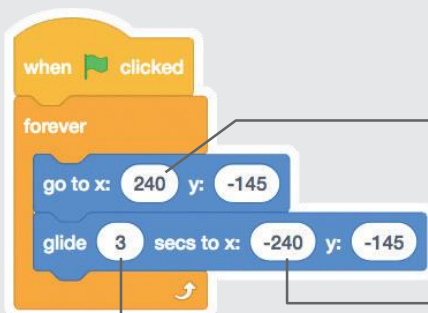 when clicked
forever
go to x: 240 y: -145
glide 3 secs to x: -240 y: -145